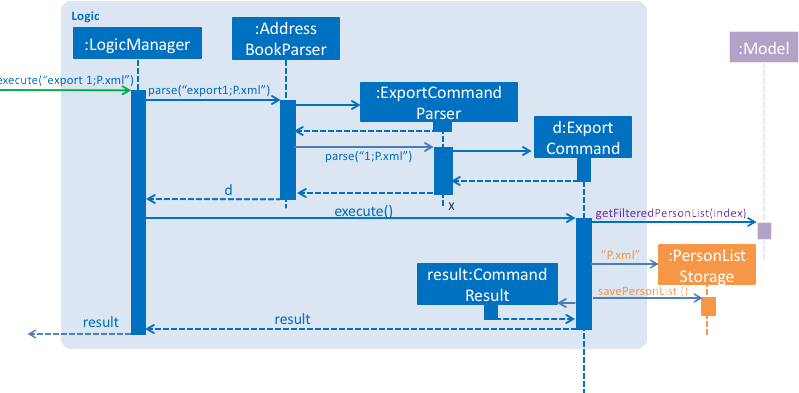 Logic
:LogicManager
:Address
BookParser
:Model
execute("export 1;P.xml")
parse("export1;P.xml")
:ExportCommand
Parser
d:Export
Command
parse("1;P.xml")
d
x
execute()
getFilteredPersonList(index)
"P.xml"
:PersonList
Storage
result:Command
Result
savePersonList ()
result
result